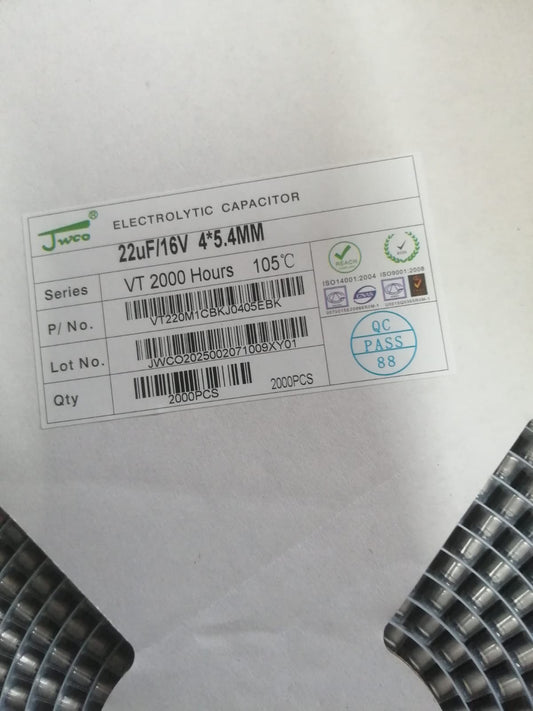 Jwco®
ELECTROLYTIC CAPACITOR
22uF/16V 4*5.4MM
Series VT 2000 Hours 105℃
P/ No. VT220M1CBKJ0405EBK
Lot No. JWCO2025002071009XY01
Qty 2000PCS 2000PCS
REACH
ISO14001:2004 ISO9001:2008
QC
PASS
88